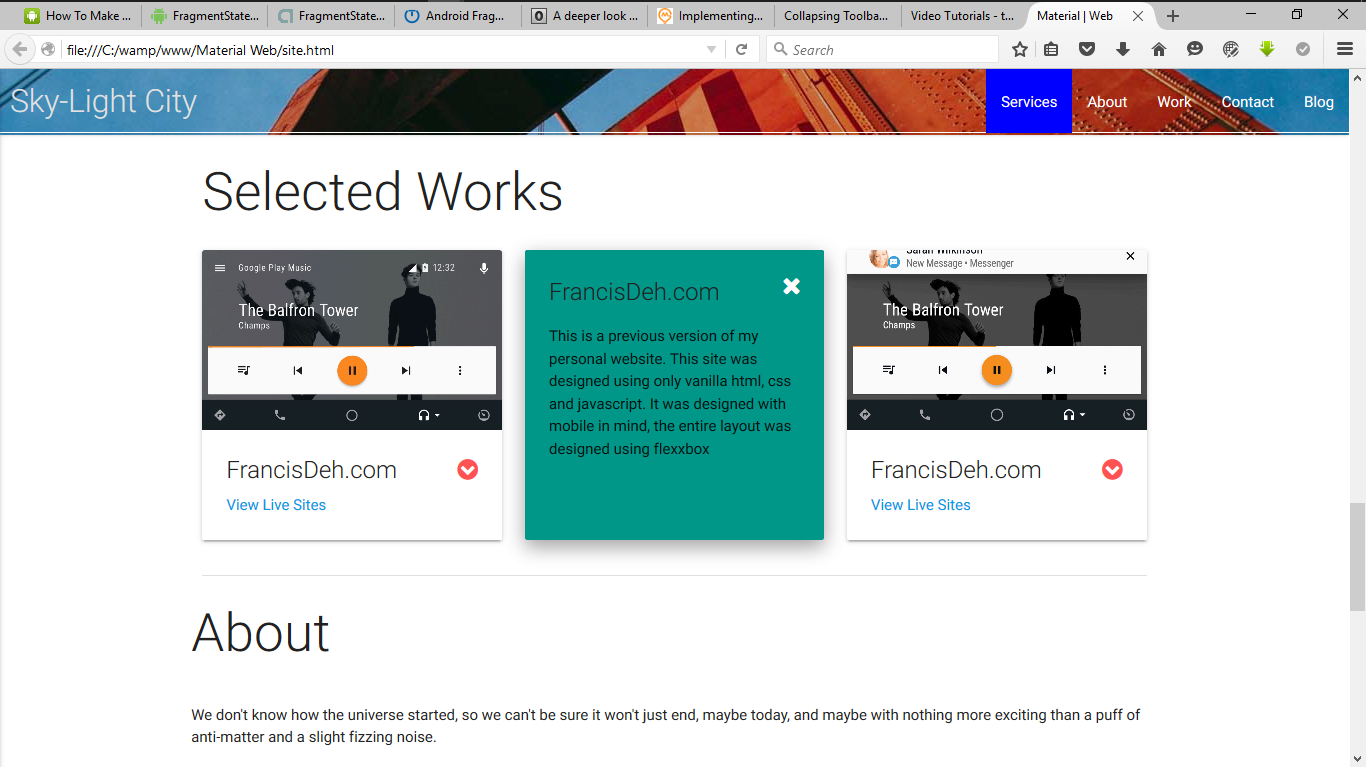 How To Make ...
FragmentState...
FragmentState...
Android Frag...
A deeper look ...
Implementing...
Collapsing Toolba...
Video Tutorials - t...
Material | Web
file:///C:/wamp/www/Material Web/site.html
Search
Sky-Light City
Services
About
Work
Contact
Blog
Selected Works
Google Play Music
12:32
The Balfron Tower
Champs
FrancisDeh.com
View Live Sites
FrancisDeh.com
This is a previous version of my
personal website. This site was
designed using only vanilla html, css
and javascript. It was designed with
mobile in mind, the entire layout was
designed using flexxbox
Sarah Wilkinson
New Message • Messenger
The Balfron Tower
Champs
FrancisDeh.com
View Live Sites
About
We don't know how the universe started, so we can't be sure it won't just end, maybe today, and maybe with nothing more exciting than a puff of
anti-matter and a slight fizzing noise.